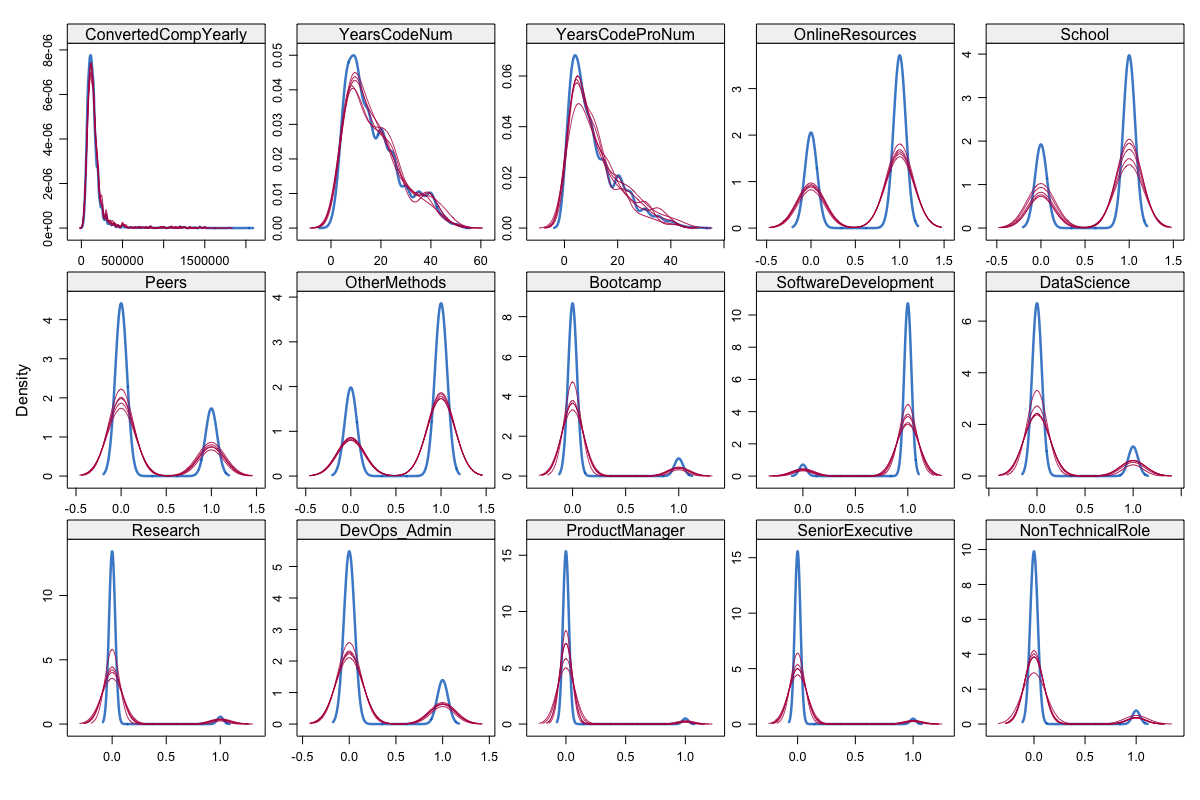 ConvertedCompYearly YearsCodeNum YearsCodeProNum OnlineResources School
0e+00 2e-06 4e-06 6e-06 8e-06
0 500000 1500000
0.00 0.01 0.02 0.03 0.04 0.05
0 20 40 60
0.00 0.02 0.04 0.06
0 20 40
0 1 2 3
-0.5 0.0 0.5 1.0 1.5
0 1 2 3 4
-0.5 0.0 0.5 1.0 1.5
Peers OtherMethods Bootcamp SoftwareDevelopment DataScience
0 1 2 3 4
-0.5 0.0 0.5 1.0 1.5
0 1 2 3 4
-0.5 0.0 0.5 1.0 1.5
0 2 4 6 8
0.0 1.0
0 2 4 6 8 10
0.0 1.0
0 2 4 6
0.0 1.0
Density
Research DevOps_Admin ProductManager SeniorExecutive NonTechnicalRole
0 5 10
0.0 1.0
0 1 2 3 4 5
-0.5 0.0 0.5 1.0 1.5
0 5 10 15
0.0 1.0
0 5 10 15
0.0 1.0
0 2 4 6 8 10
0.0 1.0